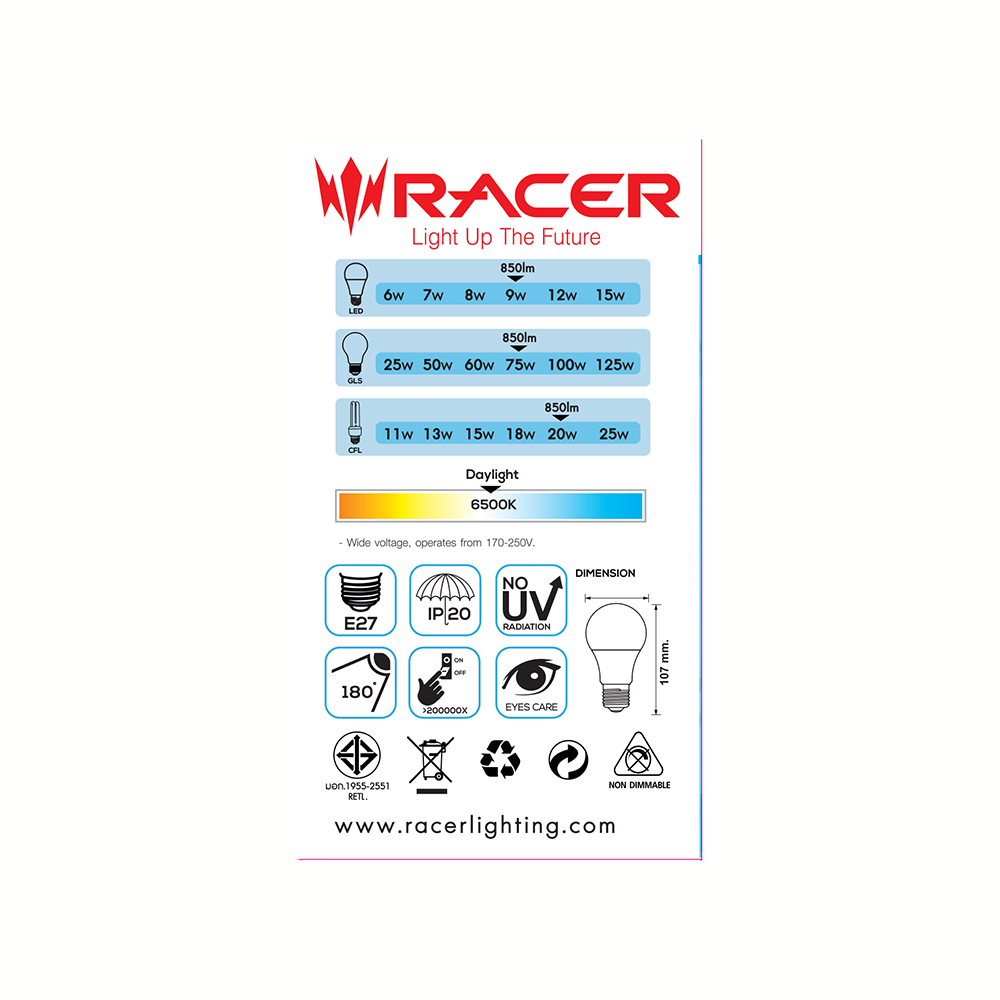 RACER
Light Up The Future
850lm
6w 7w 8w 9w 12w 15w
LED
850lm
25w 50w 60w 75w 100w 125w
GLS
850lm
11w 13w 15w 18w 20w 25w
CFL
Daylight
6500K
- Wide voltage, operates from 170-250V.
E27
IP 20
NO
UV
RADIATION
DIMENSION
107 mm.
180°
ON
OFF
>200000X
EYES CARE
มอก.1955-2551
RETL.
NON DIMMABLE
www.racerlighting.com